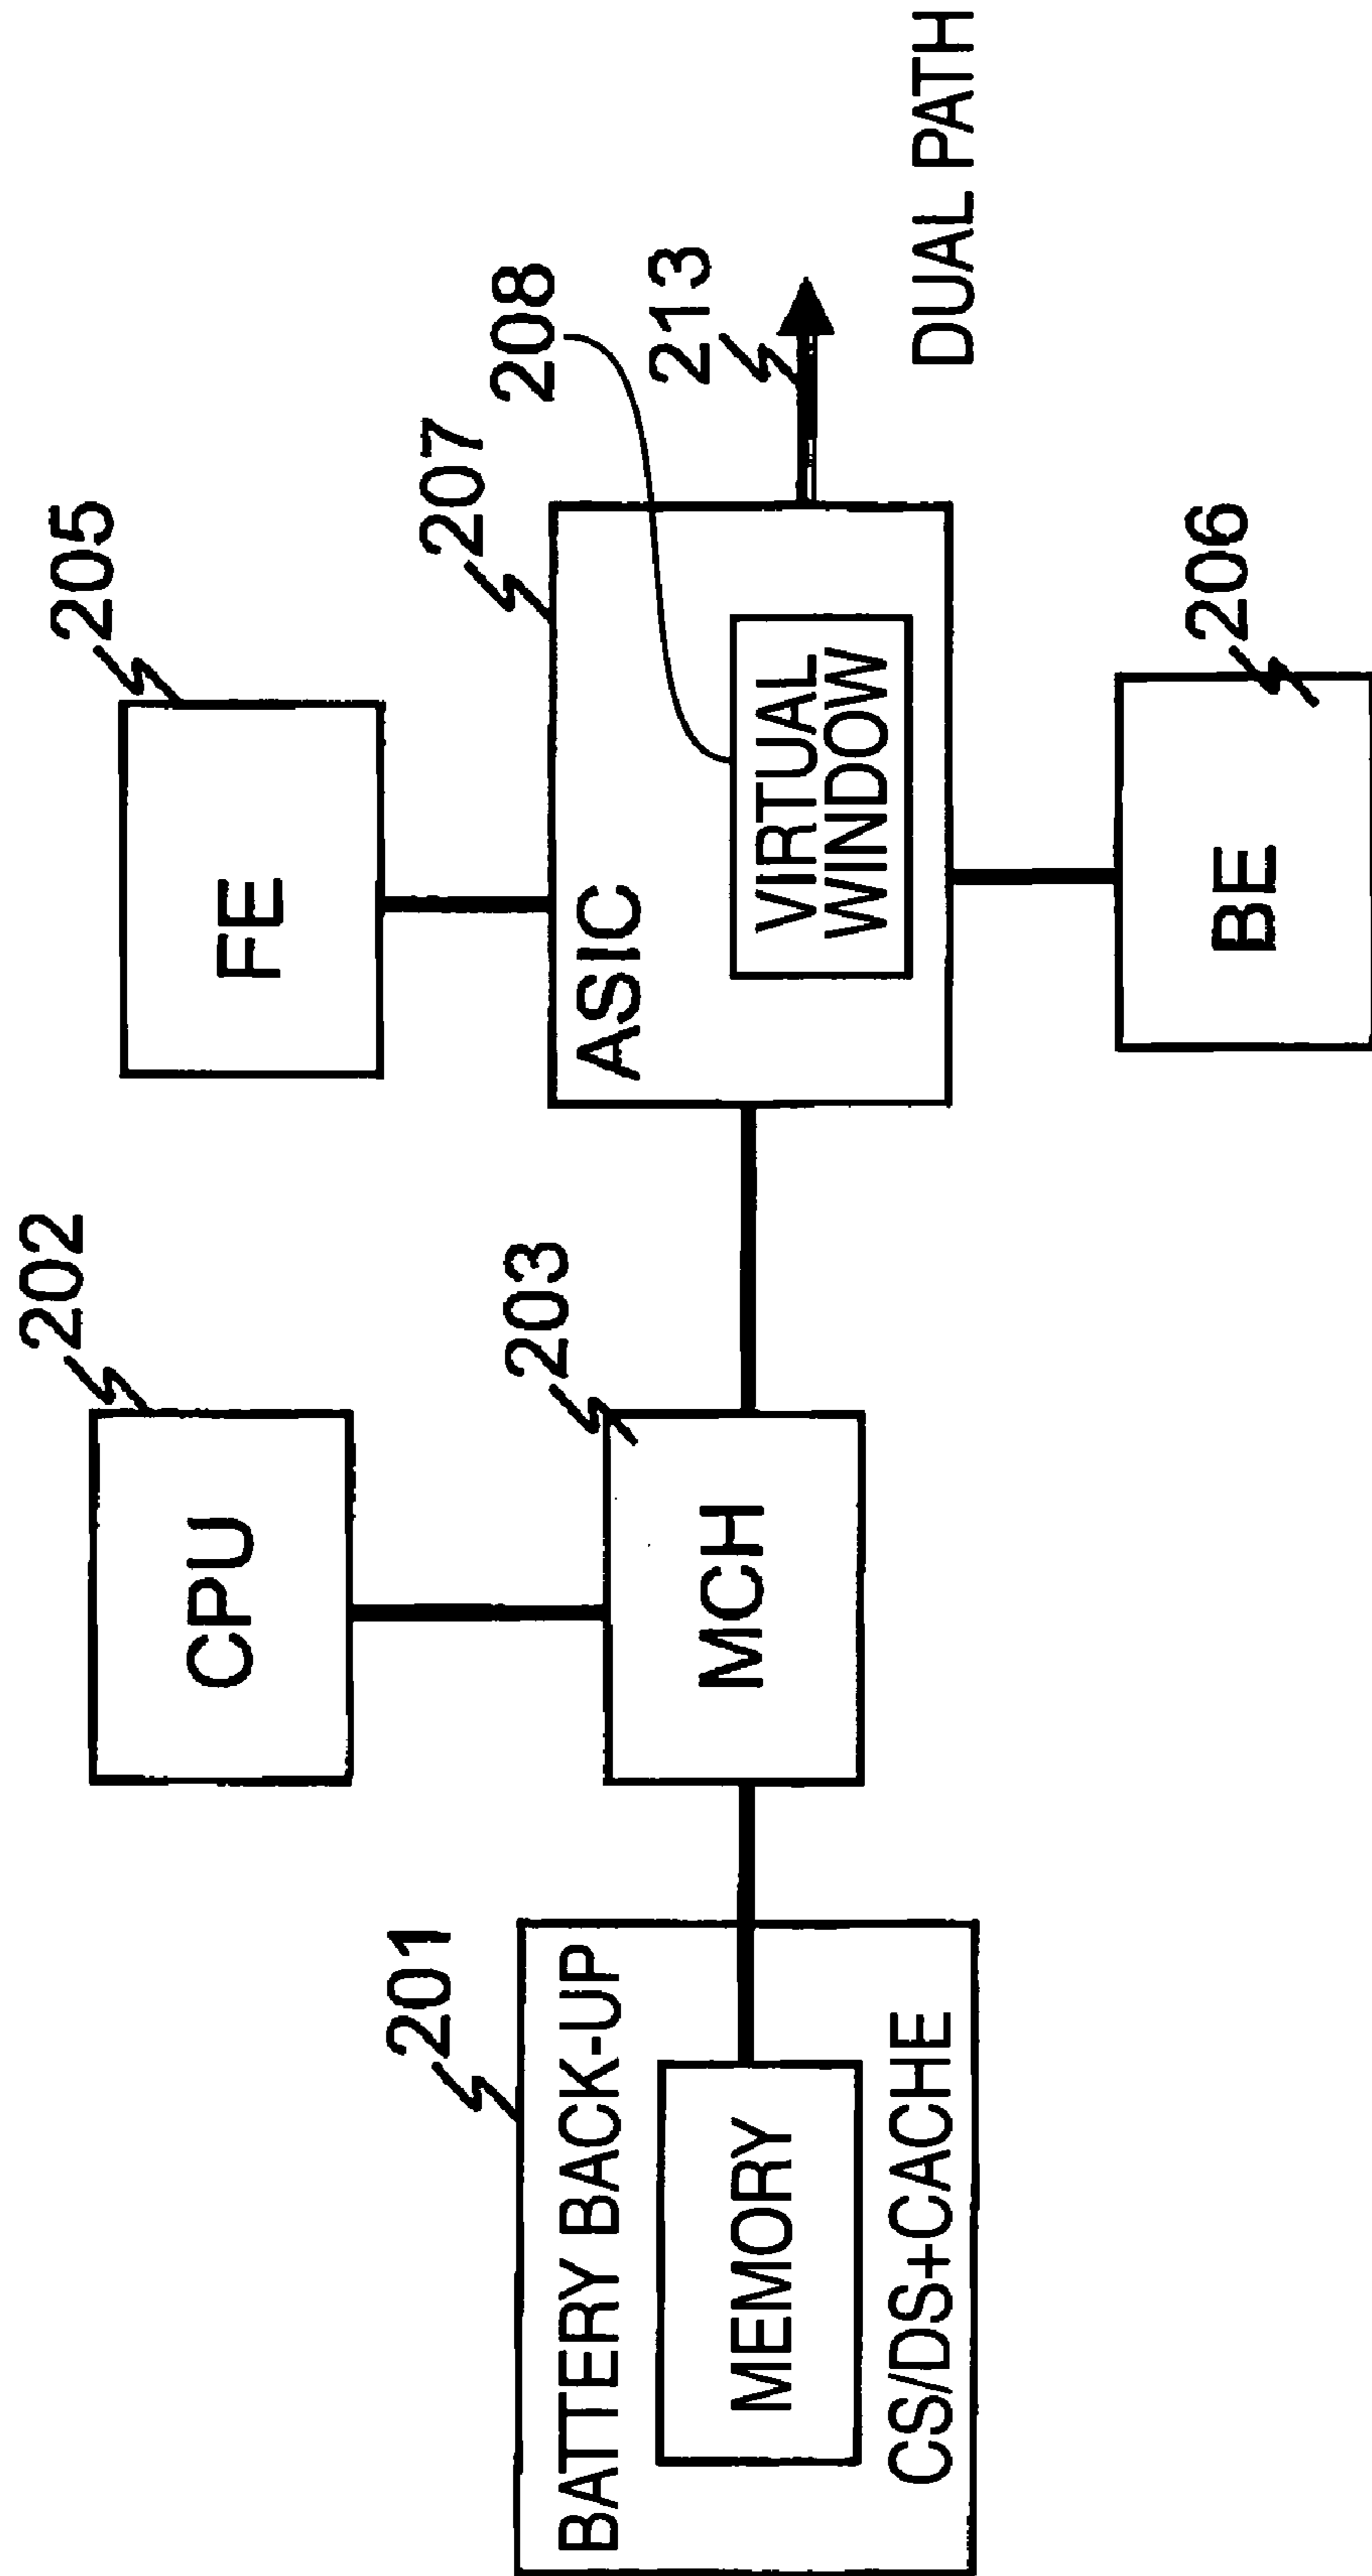 202
205
CPU
FE
203
207
208
213
MCH
ASIC
VIRTUAL
WINDOW
DUAL PATH
201
BATTERY BACK-UP
MEMORY
CS/DS+CACHE
206
BE